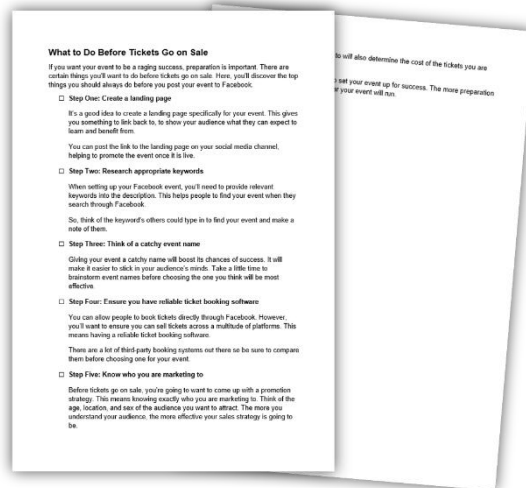 What to Do Before Tickets Go on Sale
If you want your event to be a raging success, preparation is important. There are
certain things you'll want to do before tickets go on sale. Here, you'll discover the top
things you should always do before you post your event to Facebook.
☐ Step One: Create a landing page
It's a good idea to create a landing page specifically for your event. This gives
you something to link back to, to show your audience what they can expect to
learn and benefit from.
You can post the link to the landing page on your social media channel,
helping to promote the event once it is live.
☐ Step Two: Research appropriate keywords
When setting up your Facebook event, you'll need to provide relevant
keywords into the description. This helps people to find your event when they
search through Facebook.
So, think of the keyword's others could type in to find your event and make a
note of them.
☐ Step Three: Think of a catchy event name
Giving your event a catchy name will boost its chances of success. It will
make it easier to stick in your audience's minds. Take a little time to
brainstorm event names before choosing the one you think will be most
effective.
☐ Step Four: Ensure you have reliable ticket booking software
You can allow people to book tickets directly through Facebook. However,
you'll want to ensure you can sell tickets across a multitude of platforms. This
means having a reliable ticket booking software.
There are a lot of third-party booking systems out there so be sure to compare
them before choosing one for your event.
☐ Step Five: Know who you are marketing to
Before tickets go on sale, you're going to want to come up with a promotion
strategy. This means knowing exactly who you are marketing to. Think of the
age, location, and sex of the audience you want to attract. The more you
understand your audience, the more effective your sales strategy is going to
be.
to will also determine the cost of the tickets you are
set your event up for success. The more preparation
your event will run.